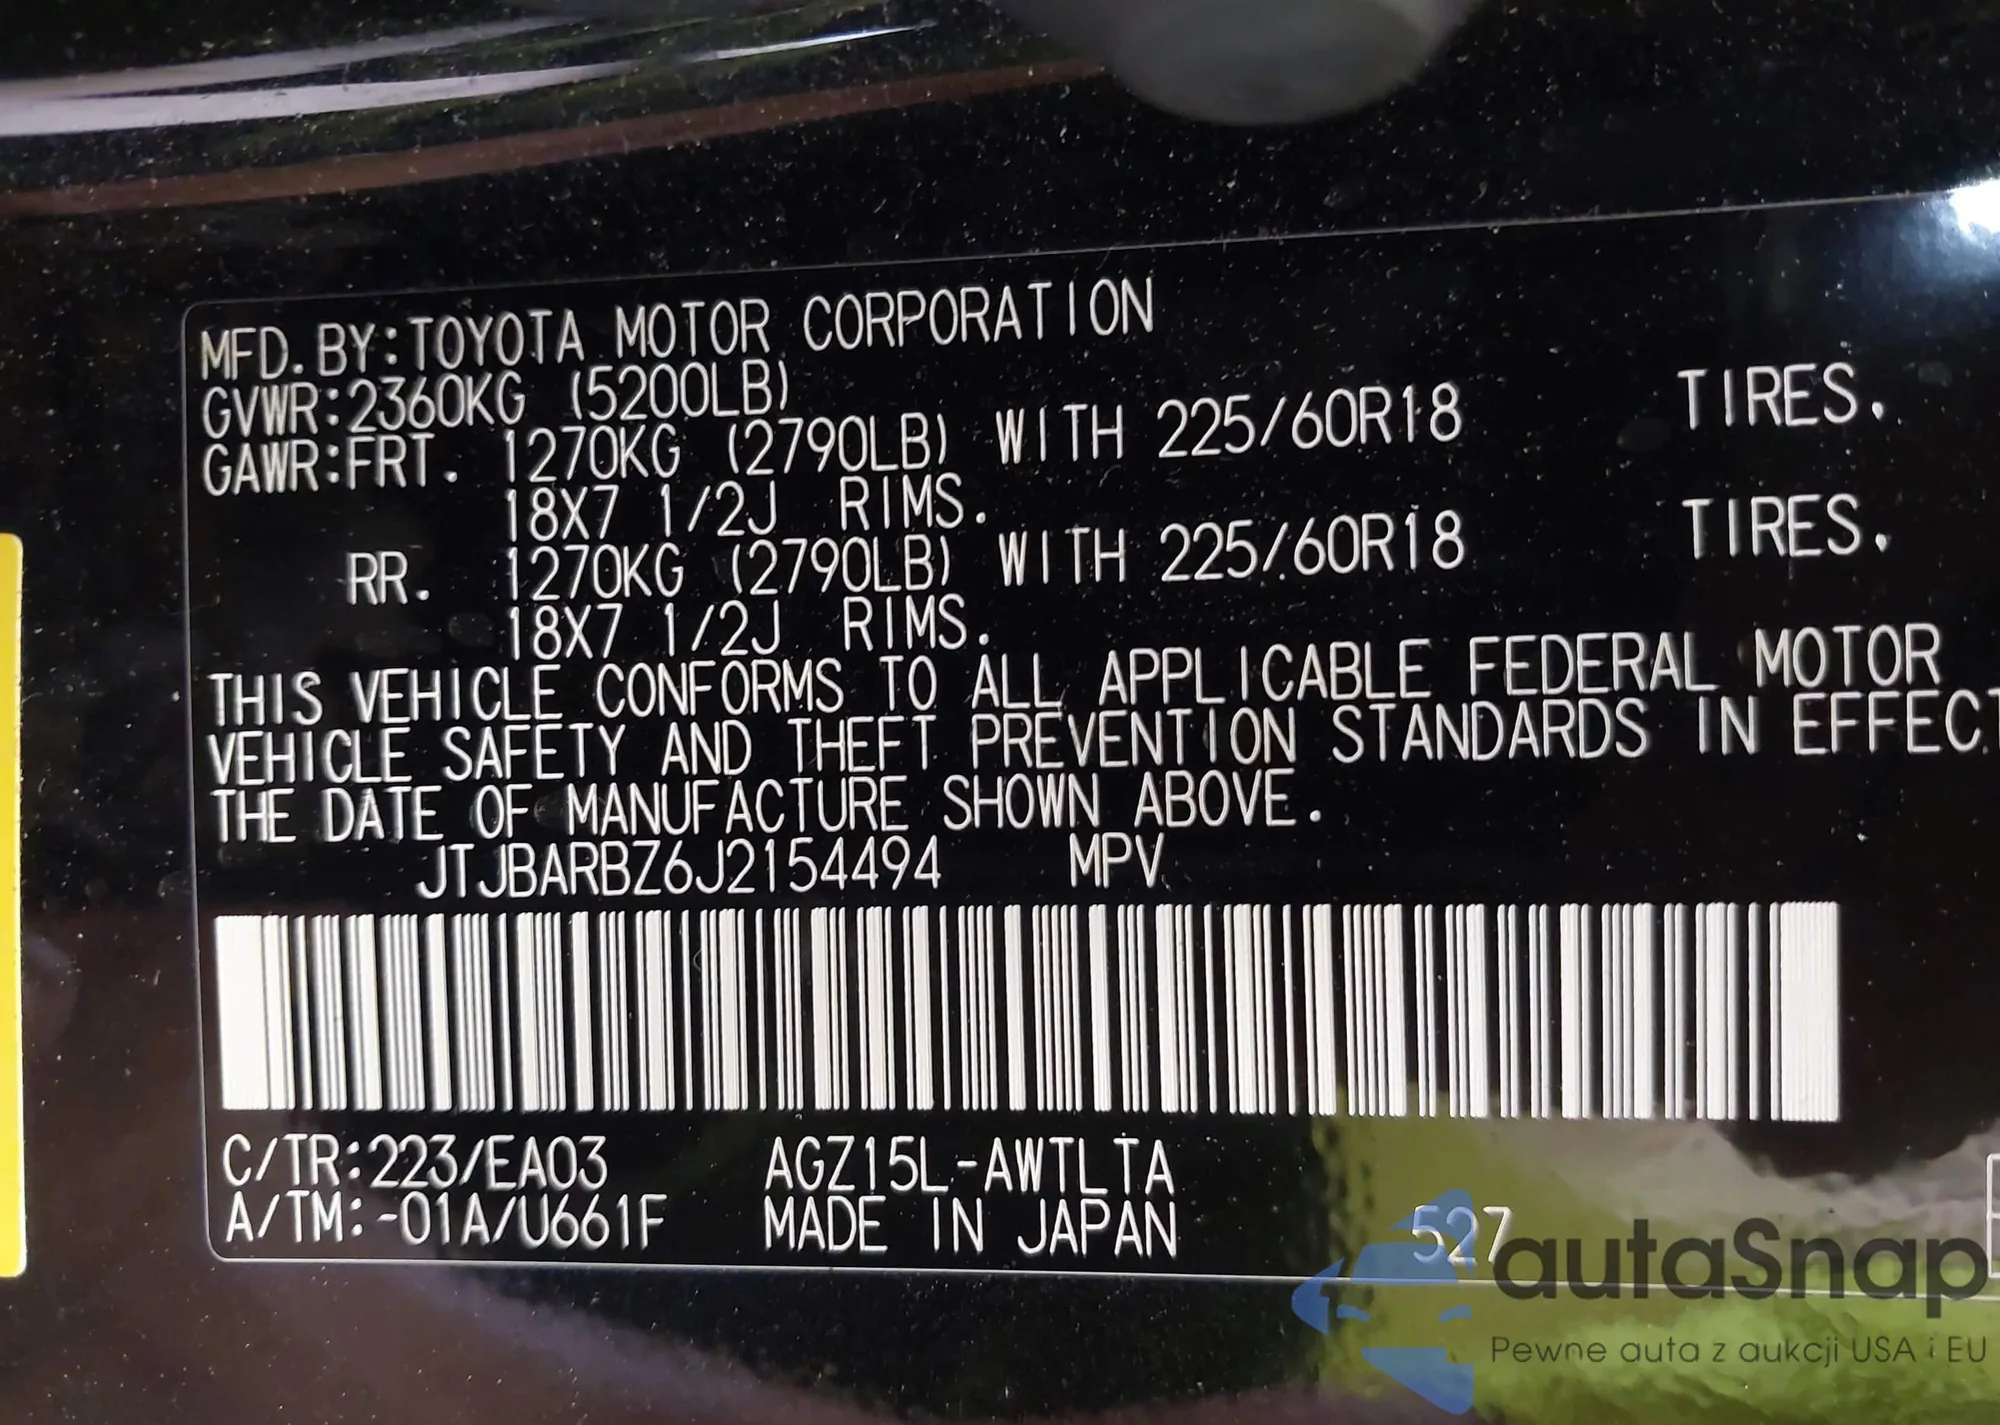 MFD. BY:TOYOTA MOTOR CORPORATION
GVWR:2360KG (5200LB)
GAWR:FRT. 1270KG (2790LB) WITH 225/60R18 TIRES.
18X7 1/2J RIMS.
RR. 1270KG (2790LB) WITH 225/60R18 TIRES.
18X7 1/2J RIMS.
THIS VEHICLE CONFORMS TO ALL APPLICABLE FEDERAL MOTOR
VEHICLE SAFETY AND THEFT PREVENTION STANDARDS IN EFFECT
THE DATE OF MANUFACTURE SHOWN ABOVE.
JTJBARBZ6J2154494 MPV
C/TR:223/EA03 AGZ15L-AWTLTA
A/TM:-01A/U661F MADE IN JAPAN 527
autaSnap
Pewne auta z aukcji USA i EU